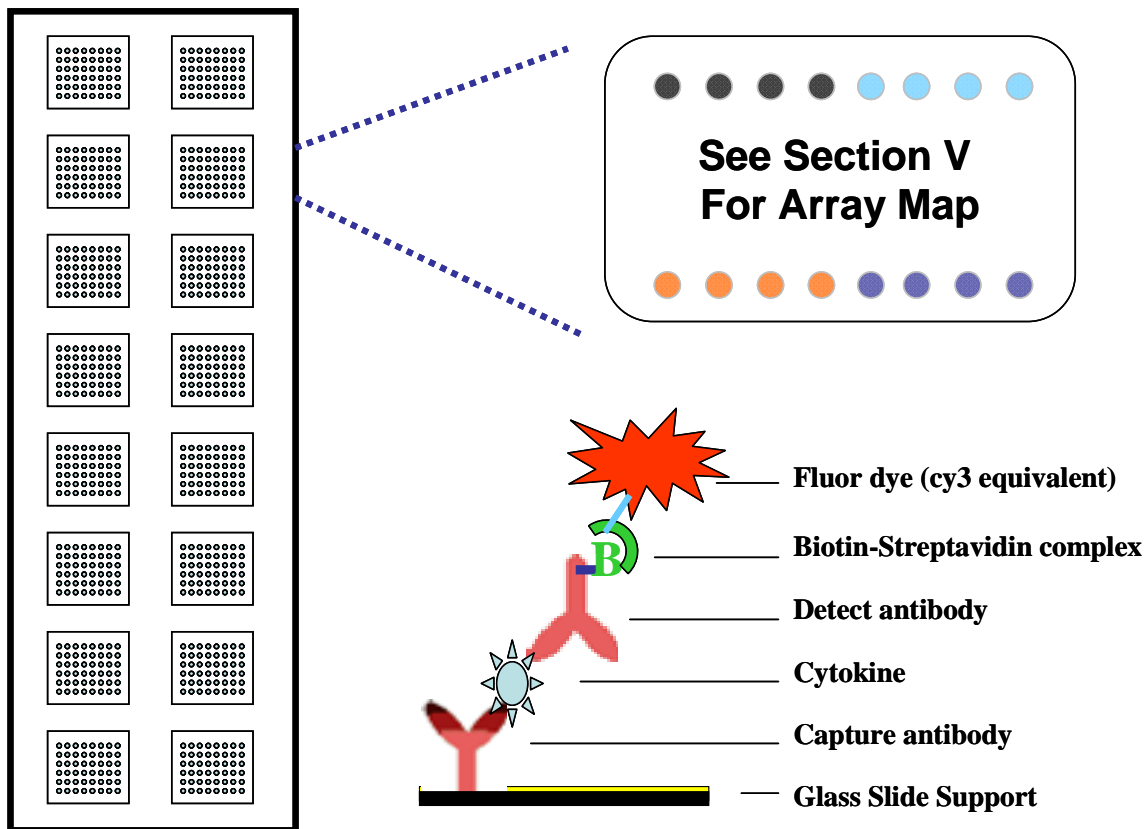 See Section V
For Array Map
Fluor dye (cy3 equivalent)
B
Biotin-Streptavidin complex
Detect antibody
Cytokine
Capture antibody
Glass Slide Support